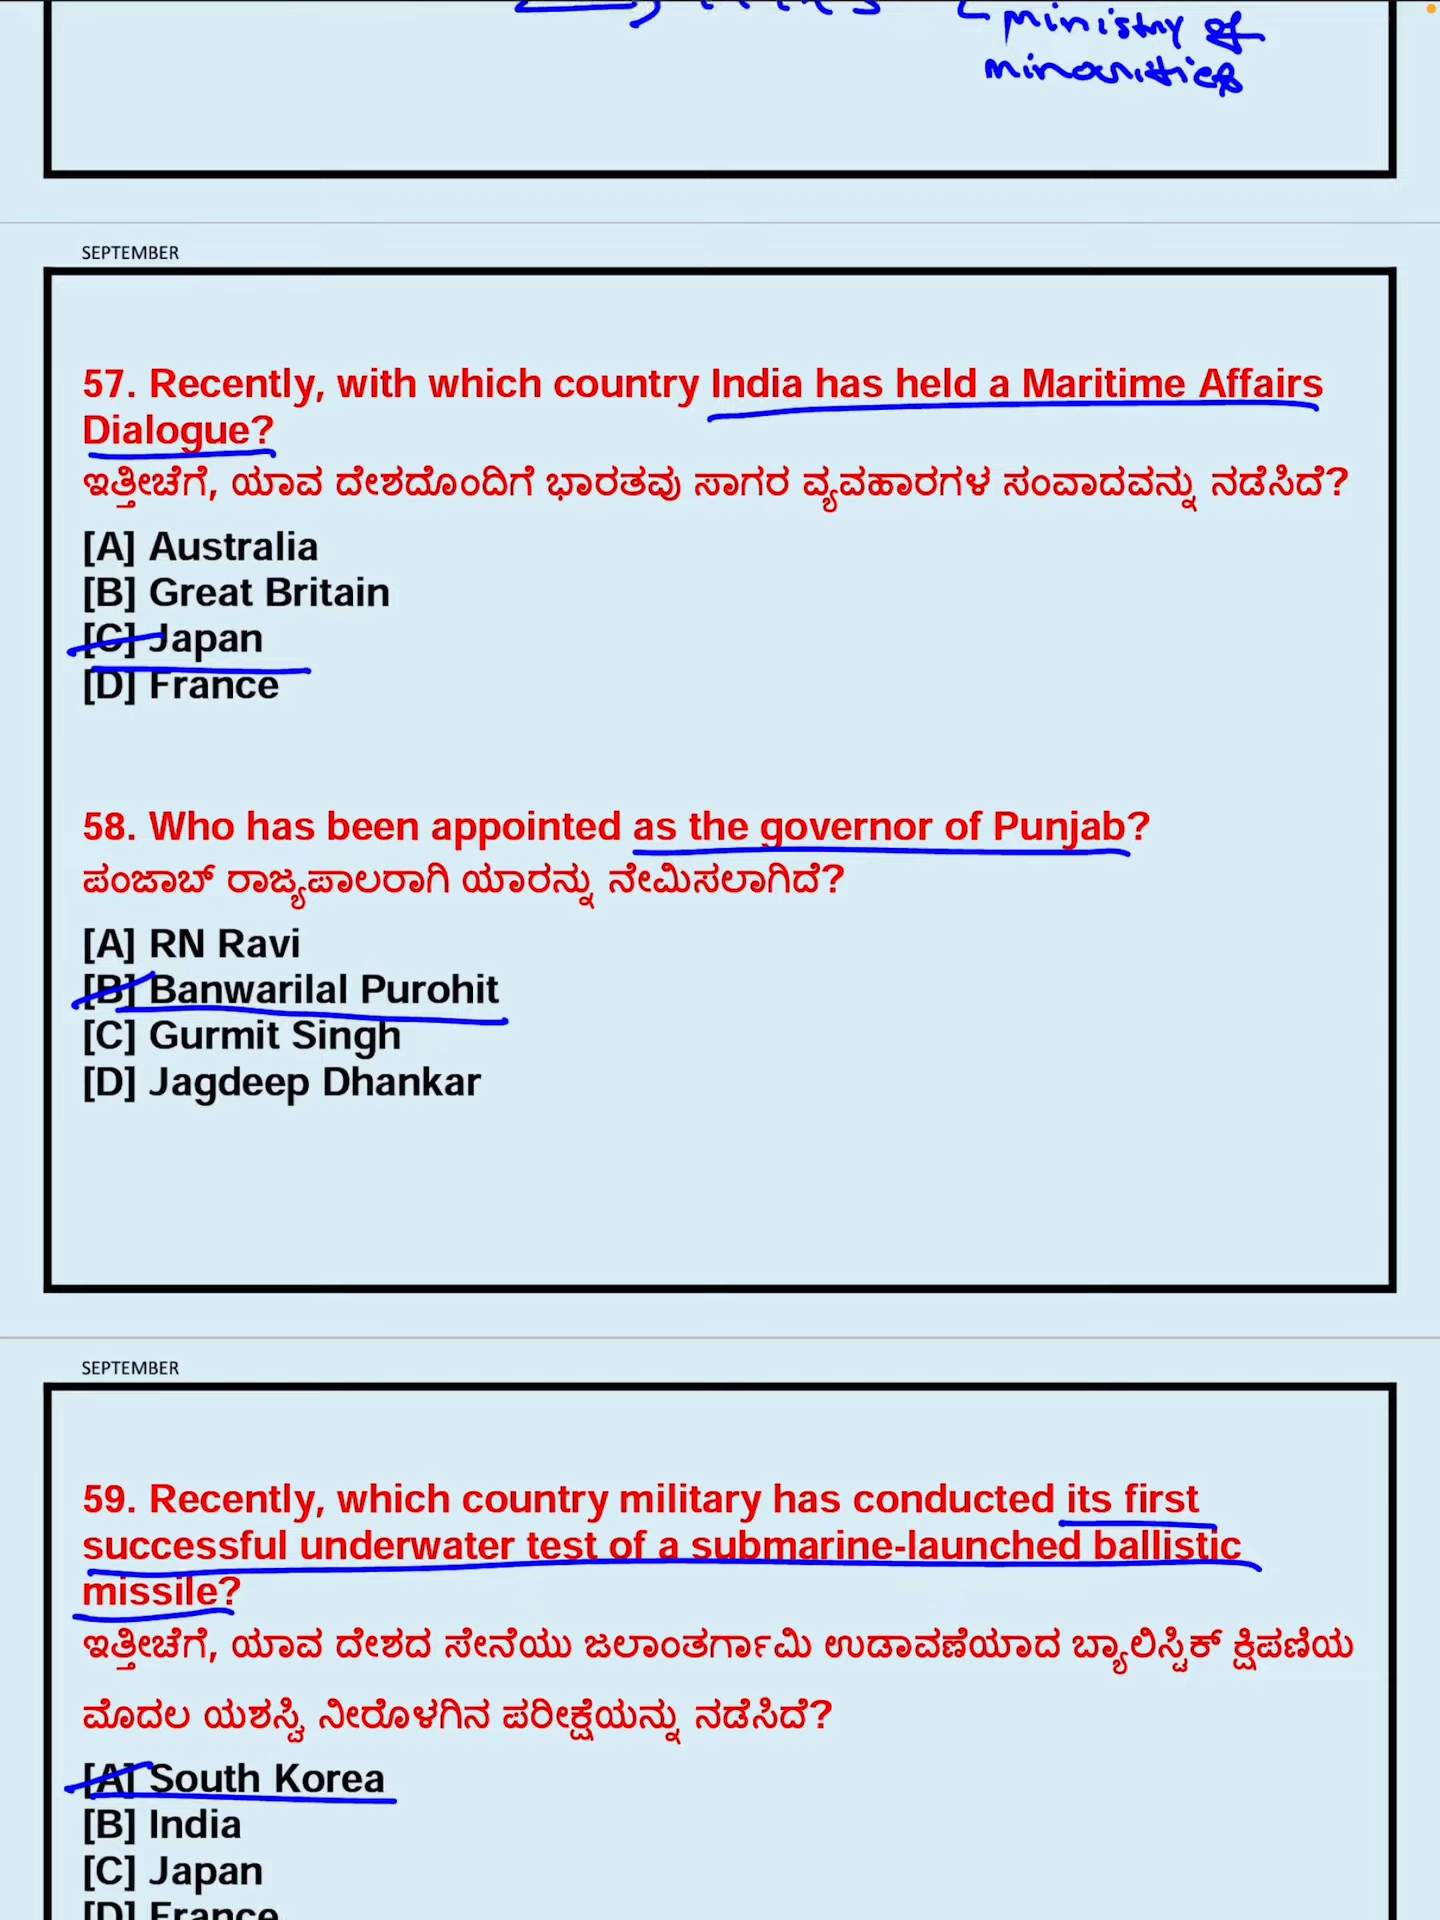 ministry of
minorities
SEPTEMBER
57. Recently, with which country India has held a Maritime Affairs
Dialogue?
ಇತ್ತೀಚೆಗೆ, ಯಾವ ದೇಶದೊಂದಿಗೆ ಭಾರತವು ಸಾಗರ ವ್ಯವಹಾರಗಳ ಸಂವಾದವನ್ನು ನಡೆಸಿದೆ?
[A] Australia
[B] Great Britain
[C] Japan
[D] France
58. Who has been appointed as the governor of Punjab?
ಪಂಜಾಬ್ ರಾಜ್ಯಪಾಲರಾಗಿ ಯಾರನ್ನು ನೇಮಿಸಲಾಗಿದೆ?
[A] RN Ravi
[B] Banwarilal Purohit
[C] Gurmit Singh
[D] Jagdeep Dhankar
SEPTEMBER
59. Recently, which country military has conducted its first
successful underwater test of a submarine-launched ballistic
missile?
ಇತ್ತೀಚೆಗೆ, ಯಾವ ದೇಶದ ಸೇನೆಯು ಜಲಾಂತರ್ಗಾಮಿ ಉಡಾವಣೆಯಾದ ಬ್ಯಾಲಿಸ್ಟಿಕ್ ಕ್ಷಿಪಣಿಯ
ಮೊದಲ ಯಶಸ್ವಿ ನೀರೊಳಗಿನ ಪರೀಕ್ಷೆಯನ್ನು ನಡೆಸಿದೆ?
[A] South Korea
[B] India
[C] Japan
[D] France